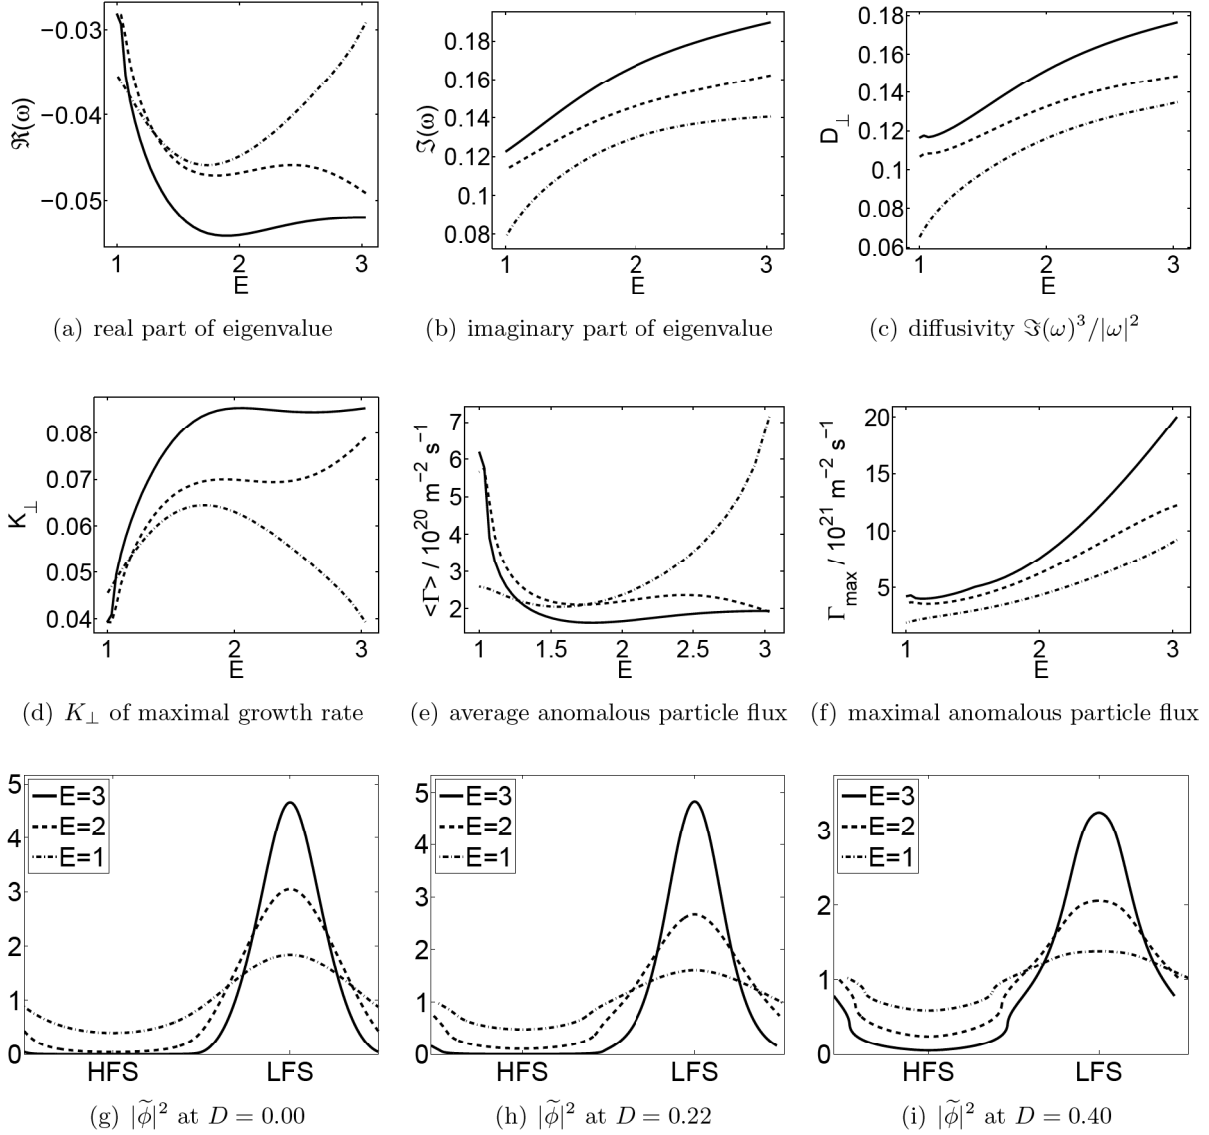 −0.03
−0.04
−0.05
ℜ(ω)
1 2 3
E
(a) real part of eigenvalue
0.18
0.16
0.14
0.12
0.1
0.08
ℑ(ω)
1 2 3
E
(b) imaginary part of eigenvalue
0.18
0.16
0.14
0.12
0.1
0.08
0.06
D⊥
1 2 3
E
(c) diffusivity ℑ(ω)³/|ω|²
0.08
0.07
0.06
0.05
0.04
K⊥
1 2 3
E
(d) K⊥ of maximal growth rate
7
6
5
4
3
2
<Γ> / 10²⁰ m⁻² s⁻¹
1 1.5 2 2.5 3
E
(e) average anomalous particle flux
20
15
10
5
Γmax / 10²¹ m⁻² s⁻¹
1 2 3
E
(f) maximal anomalous particle flux
5
4
3
2
1
0
E=3
E=2
E=1
HFS LFS
(g) |ϕ̃|² at D = 0.00
5
4
3
2
1
0
E=3
E=2
E=1
HFS LFS
(h) |ϕ̃|² at D = 0.22
3
2
1
0
E=3
E=2
E=1
HFS LFS
(i) |ϕ̃|² at D = 0.40